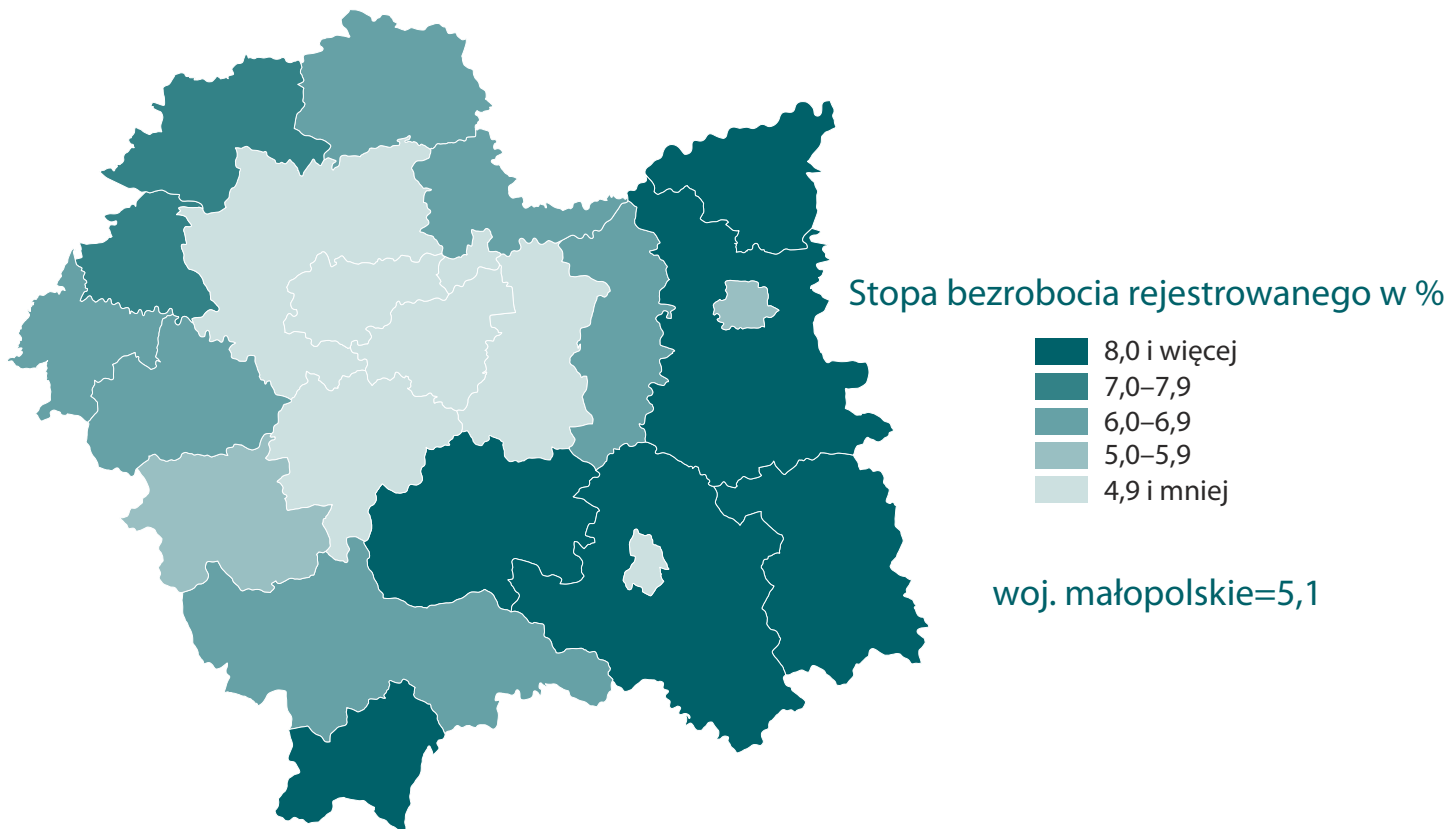 Stopa bezrobocia rejestrowanego w %
8,0 i więcej
7,0–7,9
6,0–6,9
5,0–5,9
4,9 i mniej
woj. małopolskie=5,1